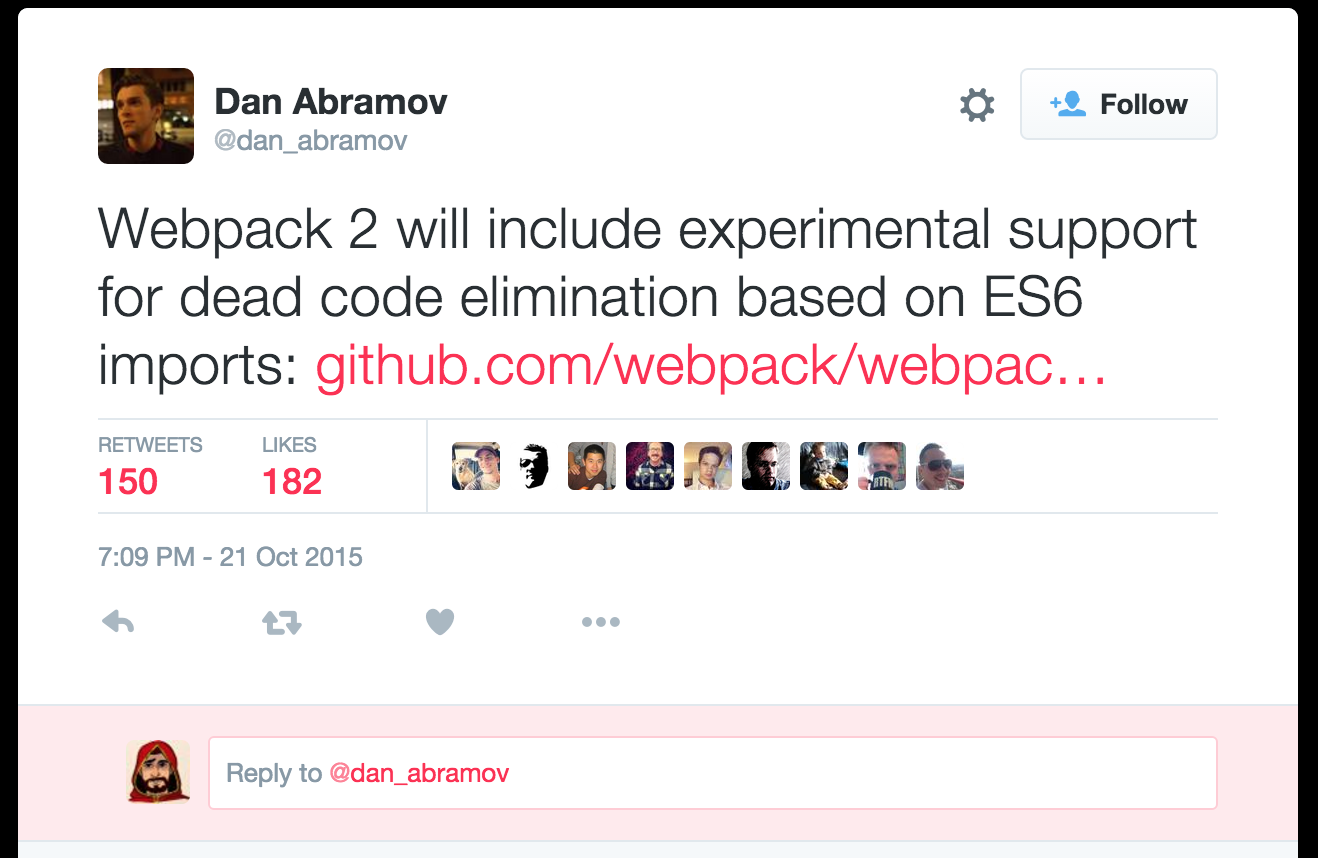 Dan Abramov
@dan_abramov
Follow
Webpack 2 will include experimental support
for dead code elimination based on ES6
imports: github.com/webpack/webpac…
RETWEETS
150
LIKES
182
7:09 PM - 21 Oct 2015
Reply to @dan_abramov